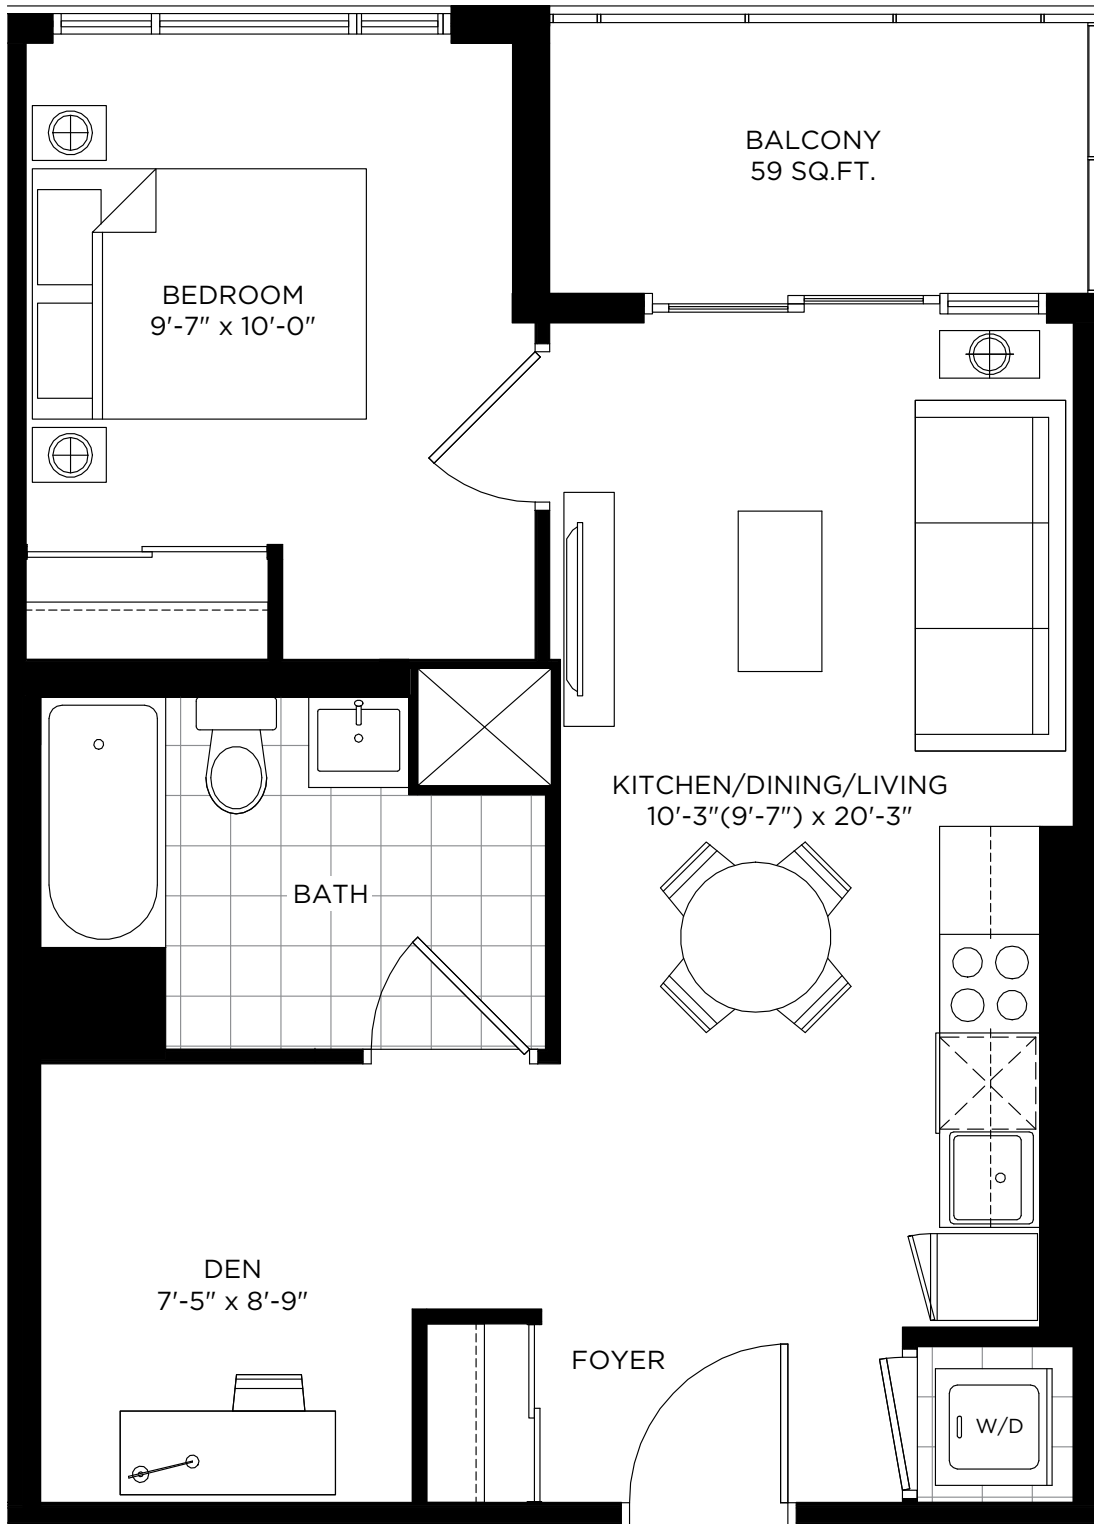 BALCONY
59 SQ.FT.
BEDROOM
9'-7" x 10'-0"
KITCHEN/DINING/LIVING
10'-3"(9'-7") x 20'-3"
BATH
DEN
7'-5" x 8'-9"
FOYER
W/D